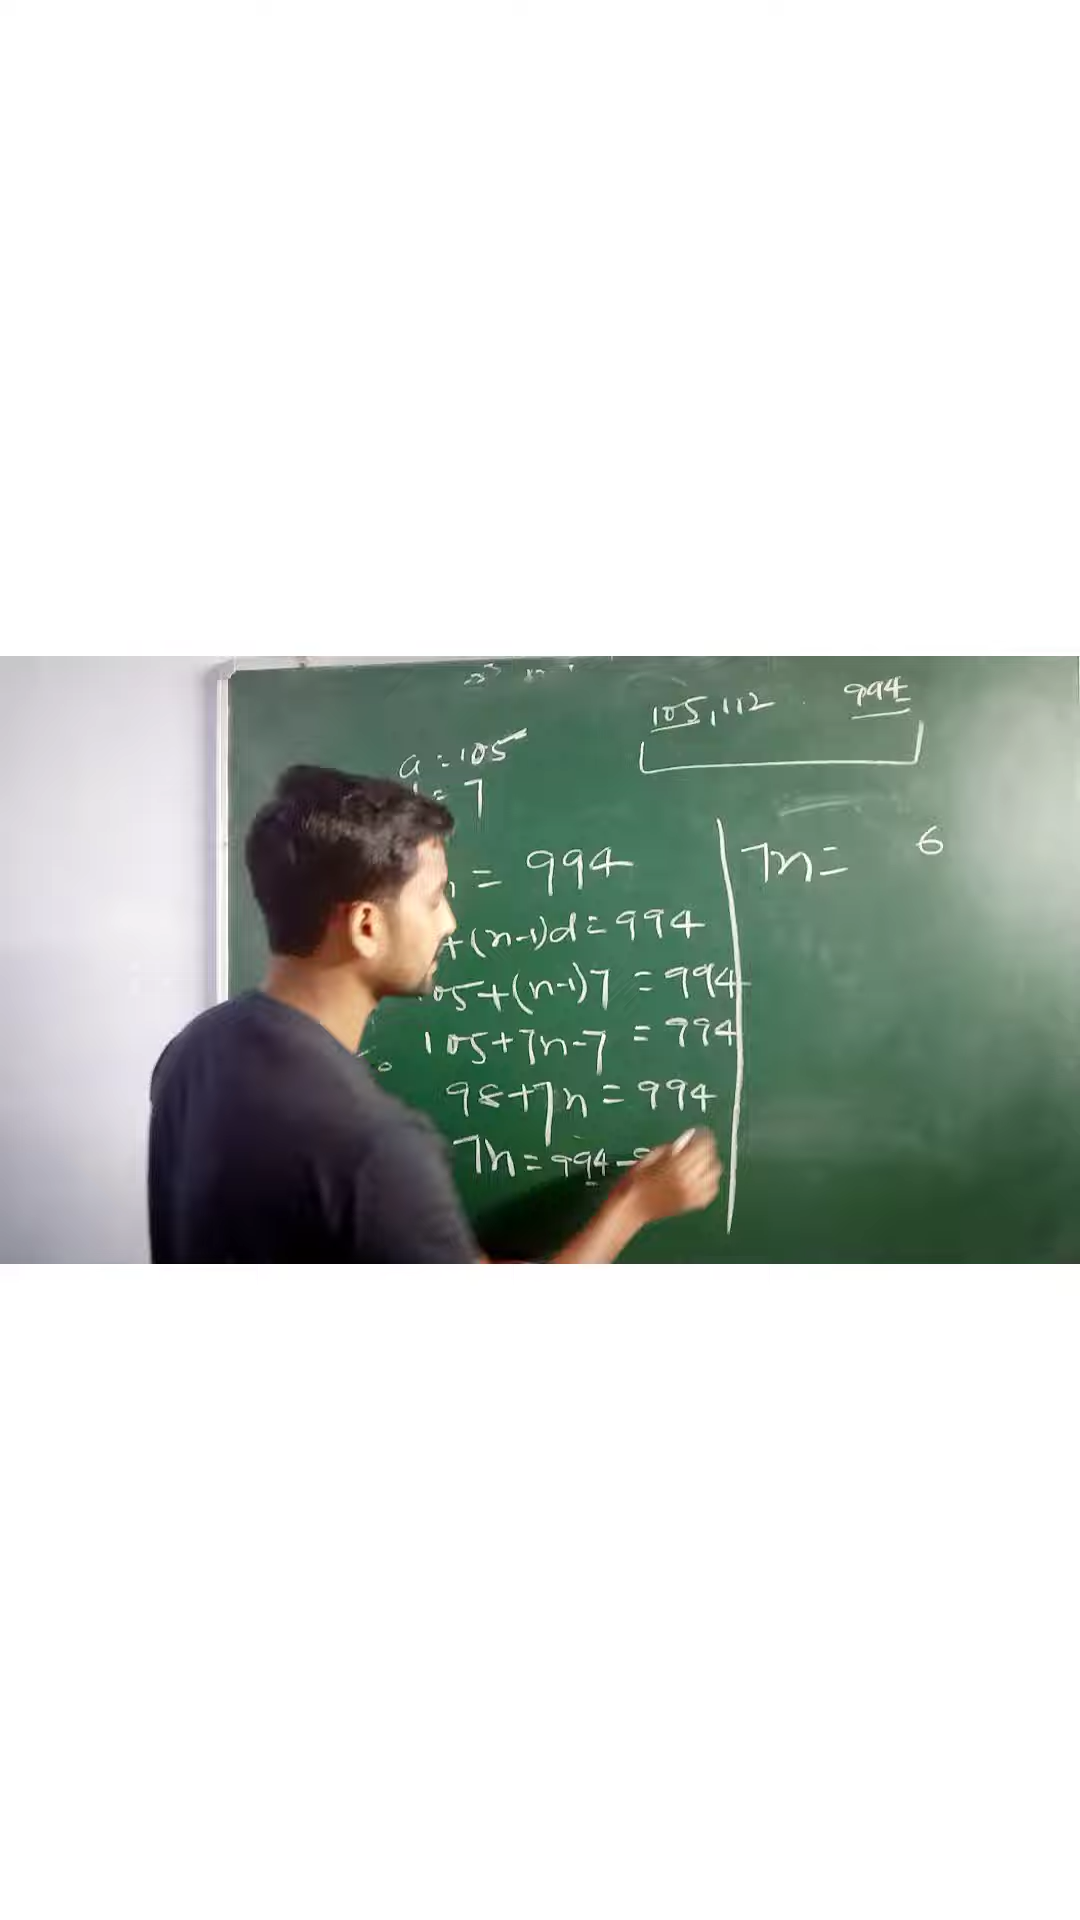 105, 112 . 994
a = 105
= 7
= 994
+(n-1)d = 994
05+(n-1)7 = 994
105+7n-7 = 994
98+7n = 994
7n = 994 -
7n = 6